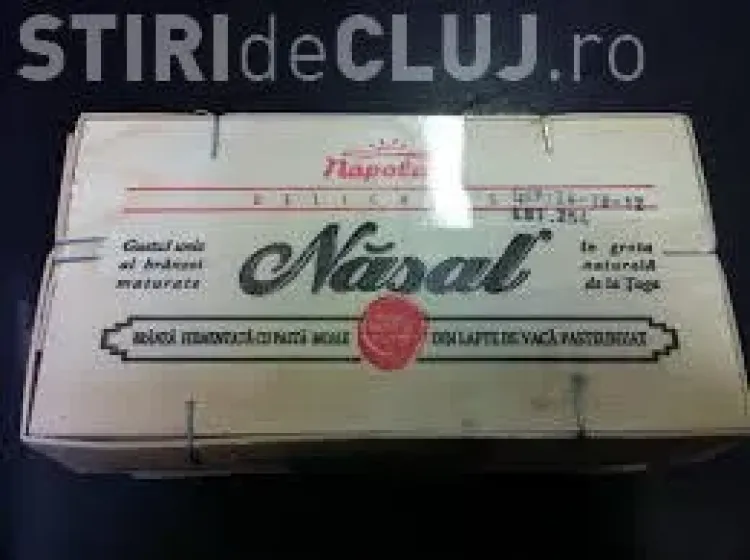 STIRIdeCLUJ.ro
Napola
Gustul unic
al brânzei
maturate
Năsal®
în grota
naturală
de la Țaga
BRÂNZĂ FERMENTATĂ CU PASTĂ MOALE
DIN LAPTE DE VACĂ PASTEURIZAT